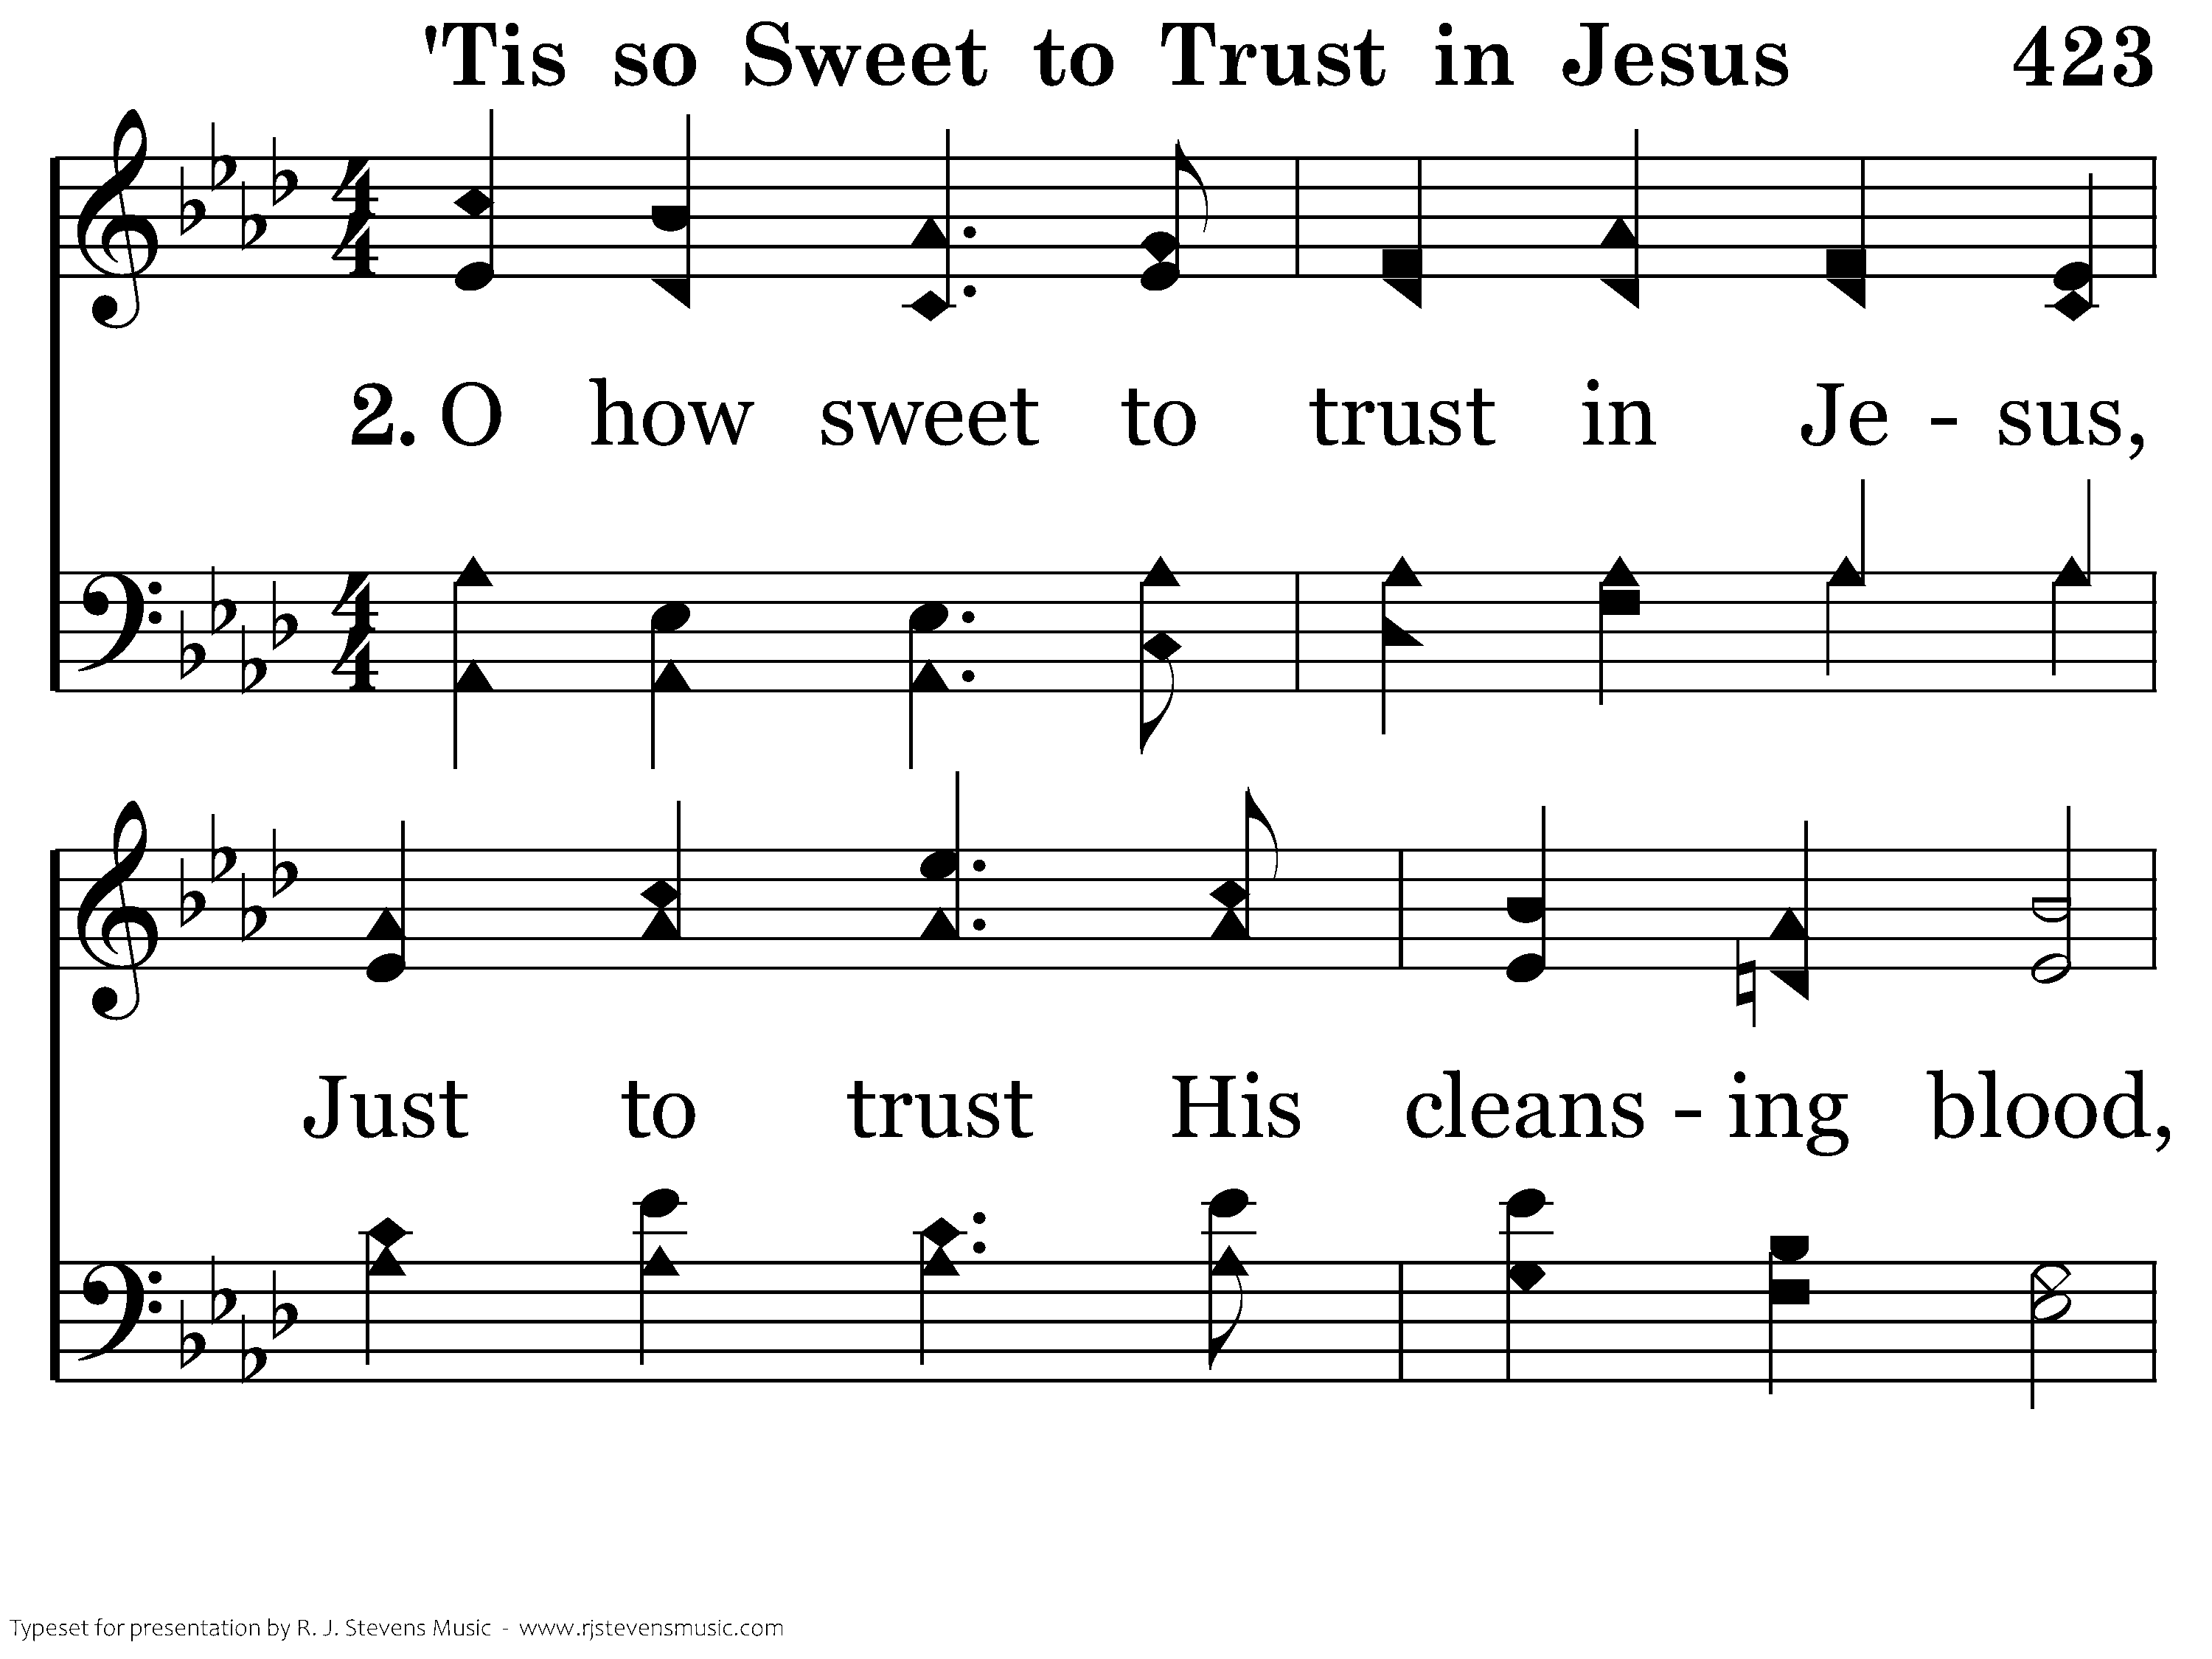 'Tis so Sweet to Trust in Jesus 423
2. O how sweet to trust in Je - sus,
Just to trust His cleans - ing blood,
Typeset for presentation by R. J. Stevens Music - www.rjstevensmusic.com